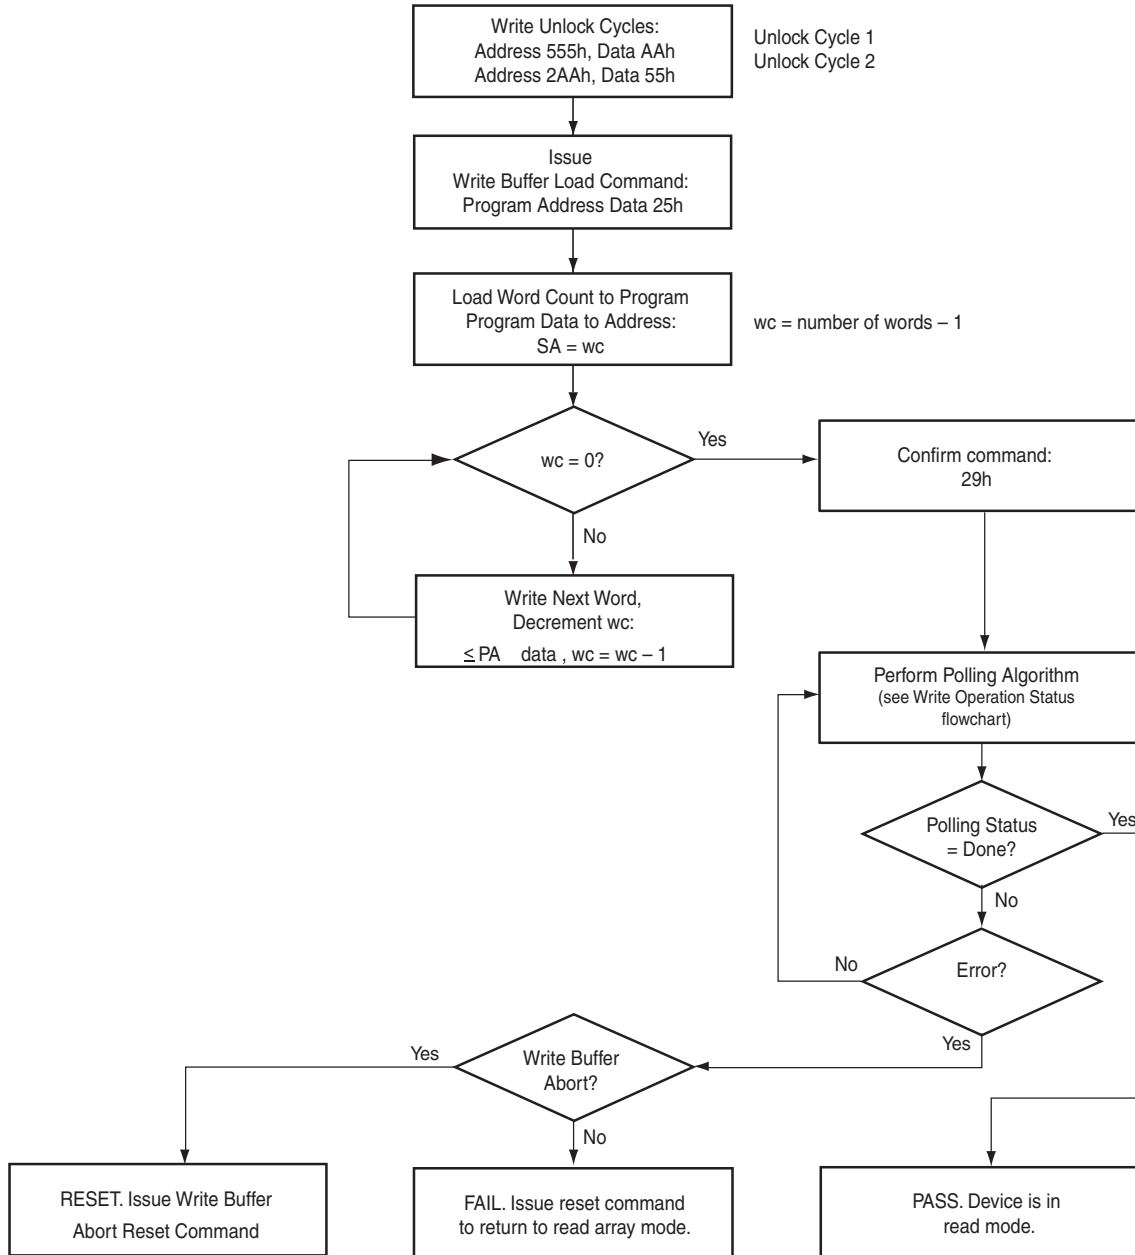 Write Unlock Cycles:
Address 555h, Data AAh
Address 2AAh, Data 55h
Unlock Cycle 1
Unlock Cycle 2
Issue
Write Buffer Load Command:
Program Address Data 25h
Load Word Count to Program
Program Data to Address:
SA = wc
wc = number of words – 1
wc = 0?
Yes
Confirm command:
29h
No
Write Next Word,
Decrement wc:
≤ PA data , wc = wc – 1
Perform Polling Algorithm
(see Write Operation Status
flowchart)
Polling Status
= Done?
Yes
No
Error?
No
Yes
Write Buffer
Abort?
Yes
No
RESET. Issue Write Buffer
Abort Reset Command
FAIL. Issue reset command
to return to read array mode.
PASS. Device is in
read mode.